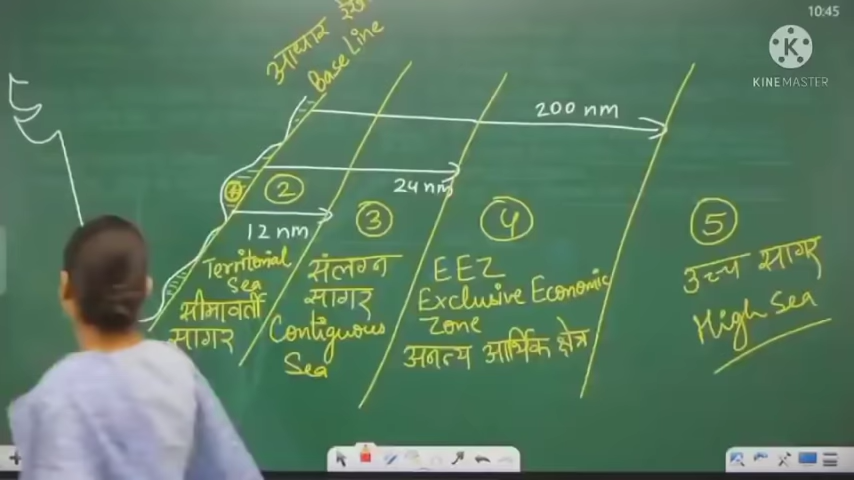 10:45
K
KINEMASTER
आधार रेखा
Base Line
200 nm
24 nm
12 nm
1
2
3
4
5
Territorial
Sea
सीमावर्ती
सागर
संलग्न
सागर
Contiguous
Sea
EEZ
Exclusive Economic
Zone
अनत्य आर्थिक क्षेत्र
उच्च सागर
High Sea